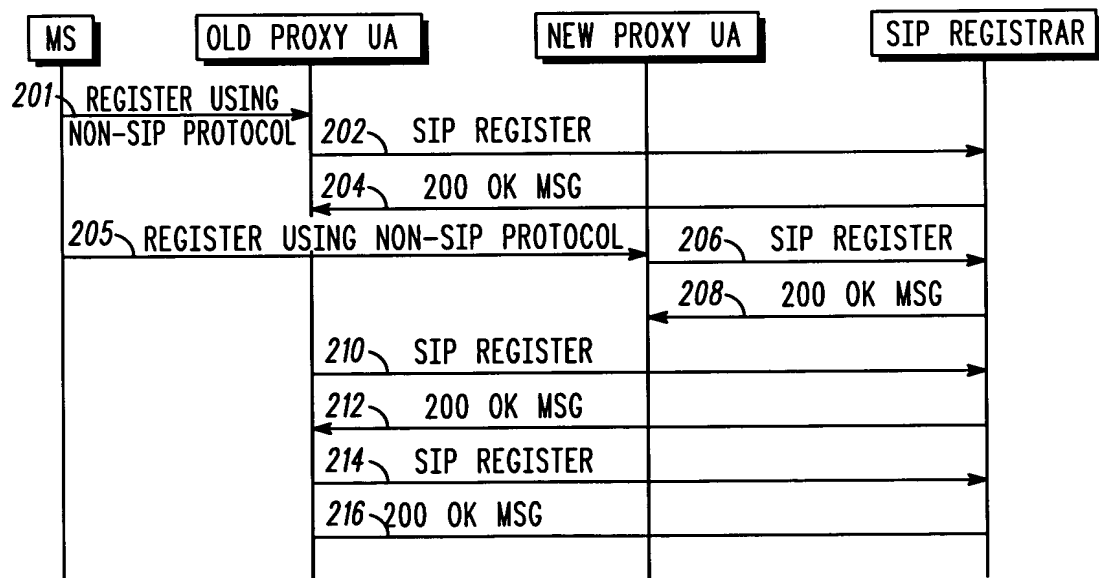 MS
OLD PROXY UA
NEW PROXY UA
SIP REGISTRAR
201
REGISTER USING
NON-SIP PROTOCOL
202
SIP REGISTER
204
200 OK MSG
205
REGISTER USING NON-SIP PROTOCOL
206
SIP REGISTER
208
200 OK MSG
210
SIP REGISTER
212
200 OK MSG
214
SIP REGISTER
216
200 OK MSG